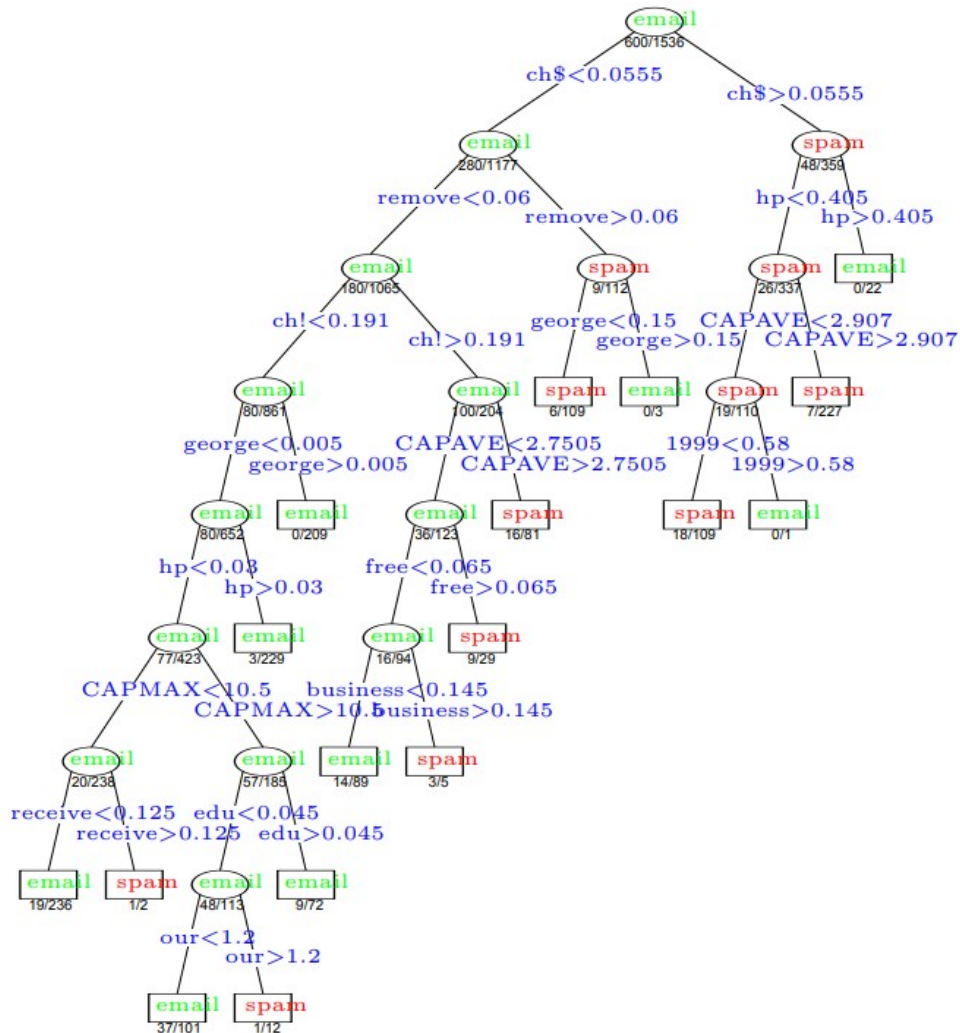 email
600/1536
ch$<0.0555
ch$>0.0555
email
280/1177
spam
48/359
remove<0.06
remove>0.06
hp<0.405
hp>0.405
email
180/1065
spam
9/112
spam
26/337
email
0/22
ch!<0.191
ch!>0.191
george<0.15
george>0.15
CAPAVE<2.907
CAPAVE>2.907
email
80/861
email
100/204
spam
6/109
email
0/3
spam
19/110
spam
7/227
george<0.005
george>0.005
CAPAVE<2.7505
CAPAVE>2.7505
1999<0.58
1999>0.58
email
80/652
email
0/209
email
36/123
spam
16/81
spam
18/109
email
0/1
hp<0.03
hp>0.03
free<0.065
free>0.065
email
77/423
email
3/229
email
16/94
spam
9/29
CAPMAX<10.5
CAPMAX>10.5
business<0.145
business>0.145
email
20/238
email
57/185
email
14/89
spam
3/5
receive<0.125
receive>0.125
edu<0.045
edu>0.045
email
19/236
spam
1/2
email
48/113
email
9/72
our<1.2
our>1.2
email
37/101
spam
1/12